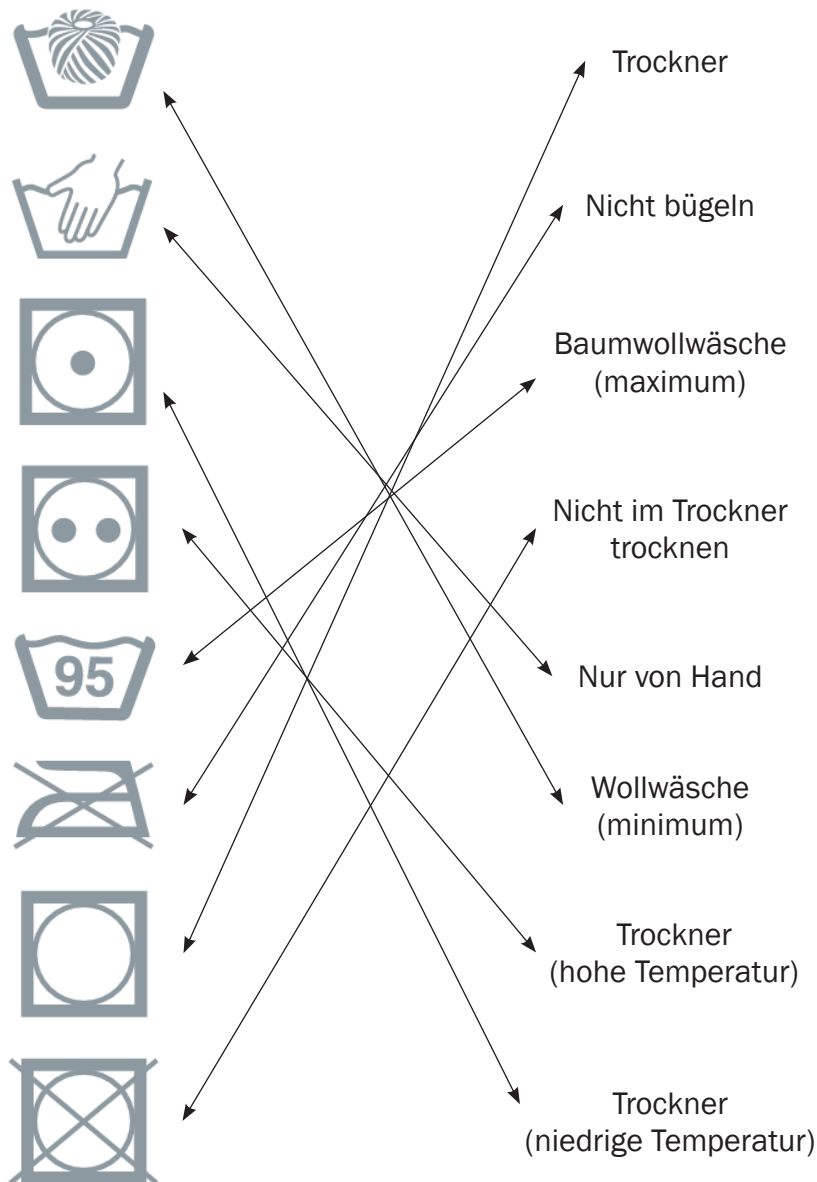 Trockner
Nicht bügeln
Baumwollwäsche
(maximum)
Nicht im Trockner
trocknen
95
Nur von Hand
Wollwäsche
(minimum)
Trockner
(hohe Temperatur)
Trockner
(niedrige Temperatur)